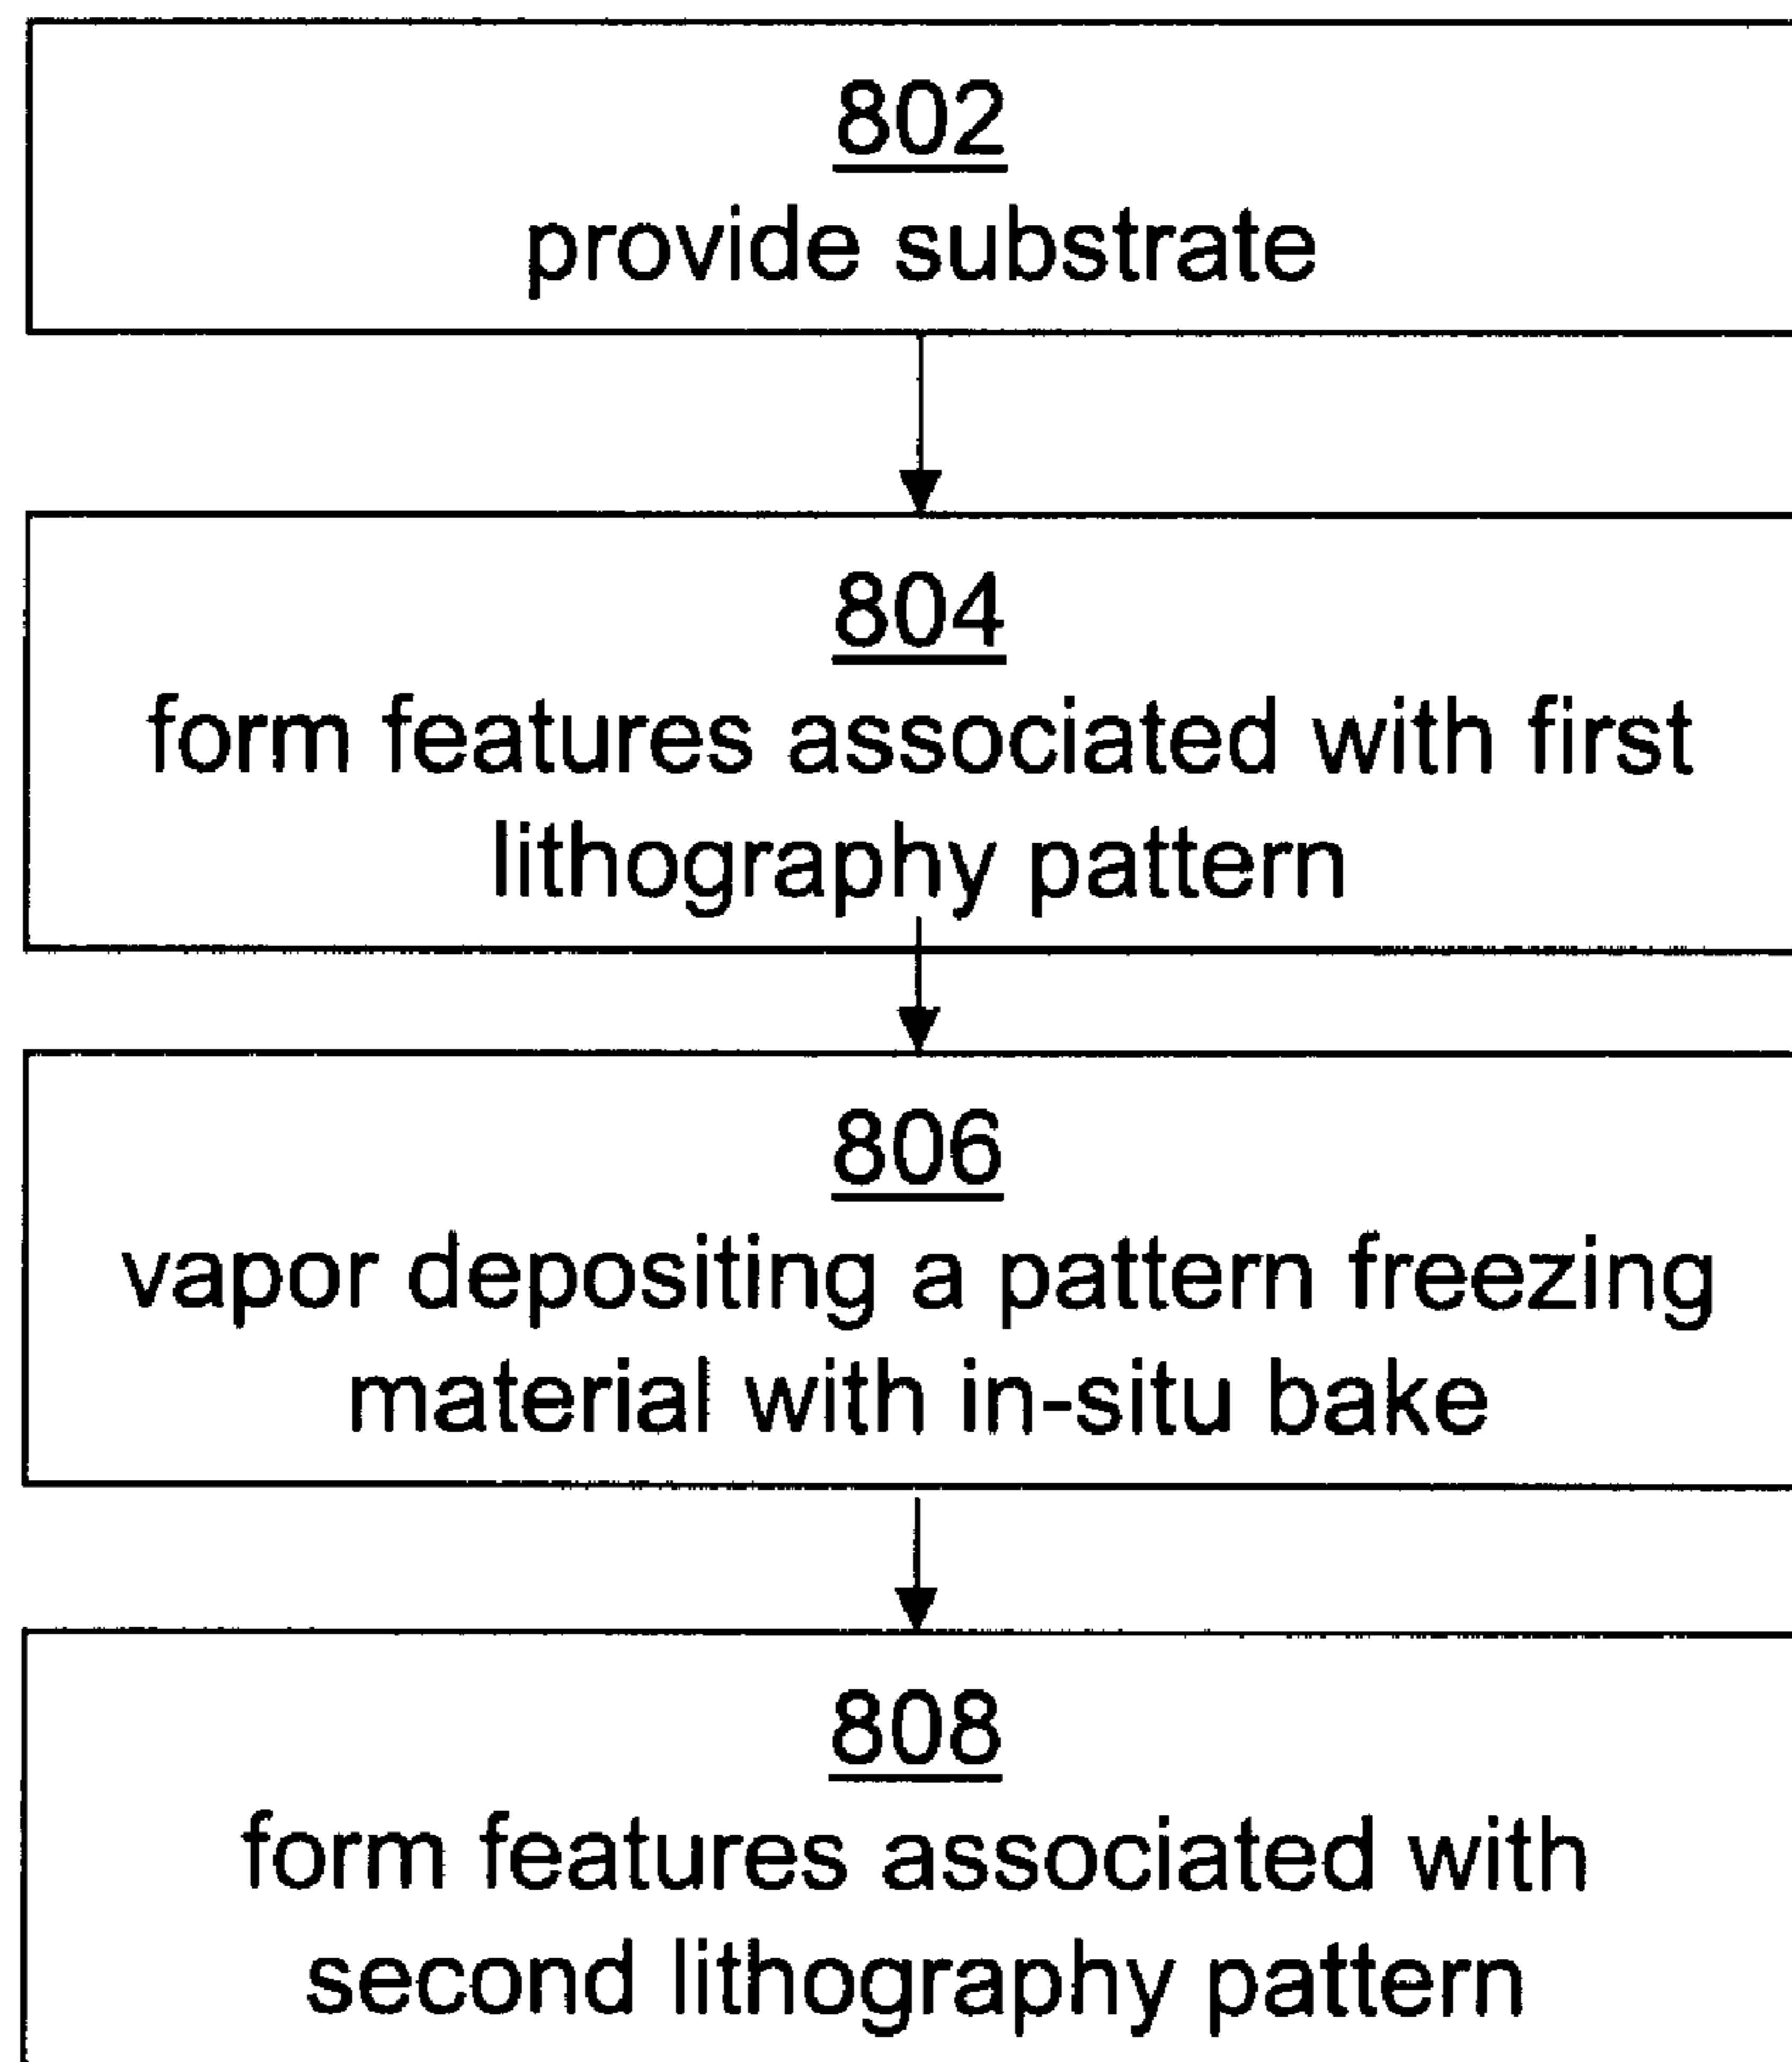 802
provide substrate
804
form features associated with first
lithography pattern
806
vapor depositing a pattern freezing
material with in-situ bake
808
form features associated with
second lithography pattern